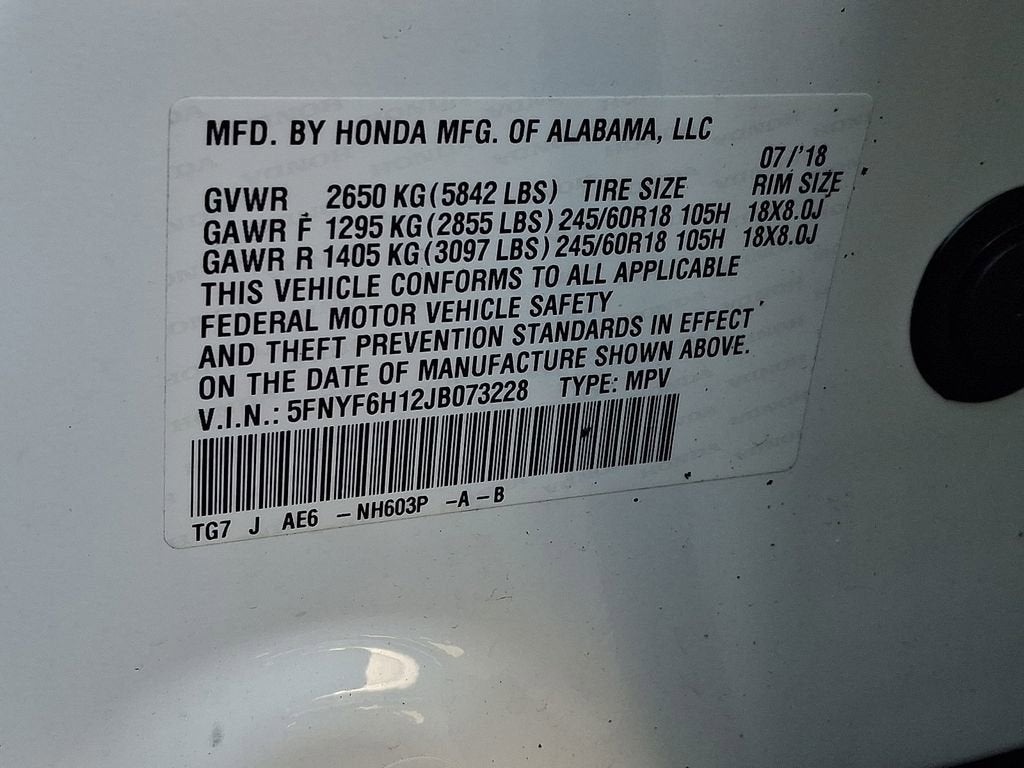 MFD. BY HONDA MFG. OF ALABAMA, LLC
07/'18
GVWR 2650 KG (5842 LBS) TIRE SIZE RIM SIZE
GAWR F 1295 KG (2855 LBS) 245/60R18 105H 18X8.0J
GAWR R 1405 KG (3097 LBS) 245/60R18 105H 18X8.0J
THIS VEHICLE CONFORMS TO ALL APPLICABLE
FEDERAL MOTOR VEHICLE SAFETY
AND THEFT PREVENTION STANDARDS IN EFFECT
ON THE DATE OF MANUFACTURE SHOWN ABOVE.
V.I.N.: 5FNYF6H12JB073228 TYPE: MPV
TG7 J AE6 - NH603P - A - B